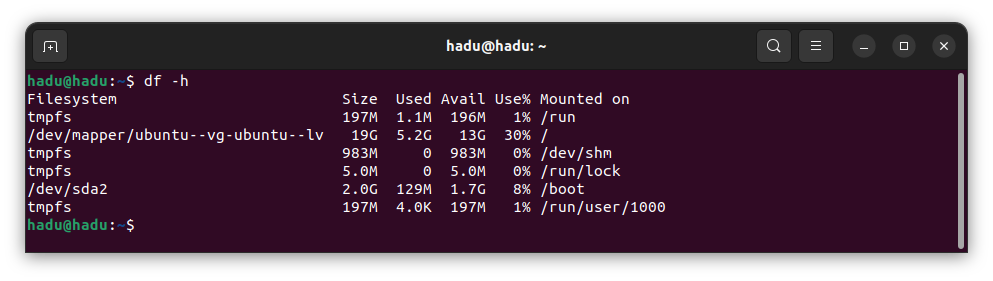 hadu@hadu: ~
hadu@hadu:~$ df -h
Filesystem                         Size  Used Avail Use% Mounted on
tmpfs                              197M  1.1M  196M   1% /run
/dev/mapper/ubuntu--vg-ubuntu--lv   19G  5.2G   13G  30% /
tmpfs                              983M     0  983M   0% /dev/shm
tmpfs                              5.0M     0  5.0M   0% /run/lock
/dev/sda2                          2.0G  129M  1.7G   8% /boot
tmpfs                              197M  4.0K  197M   1% /run/user/1000
hadu@hadu:~$